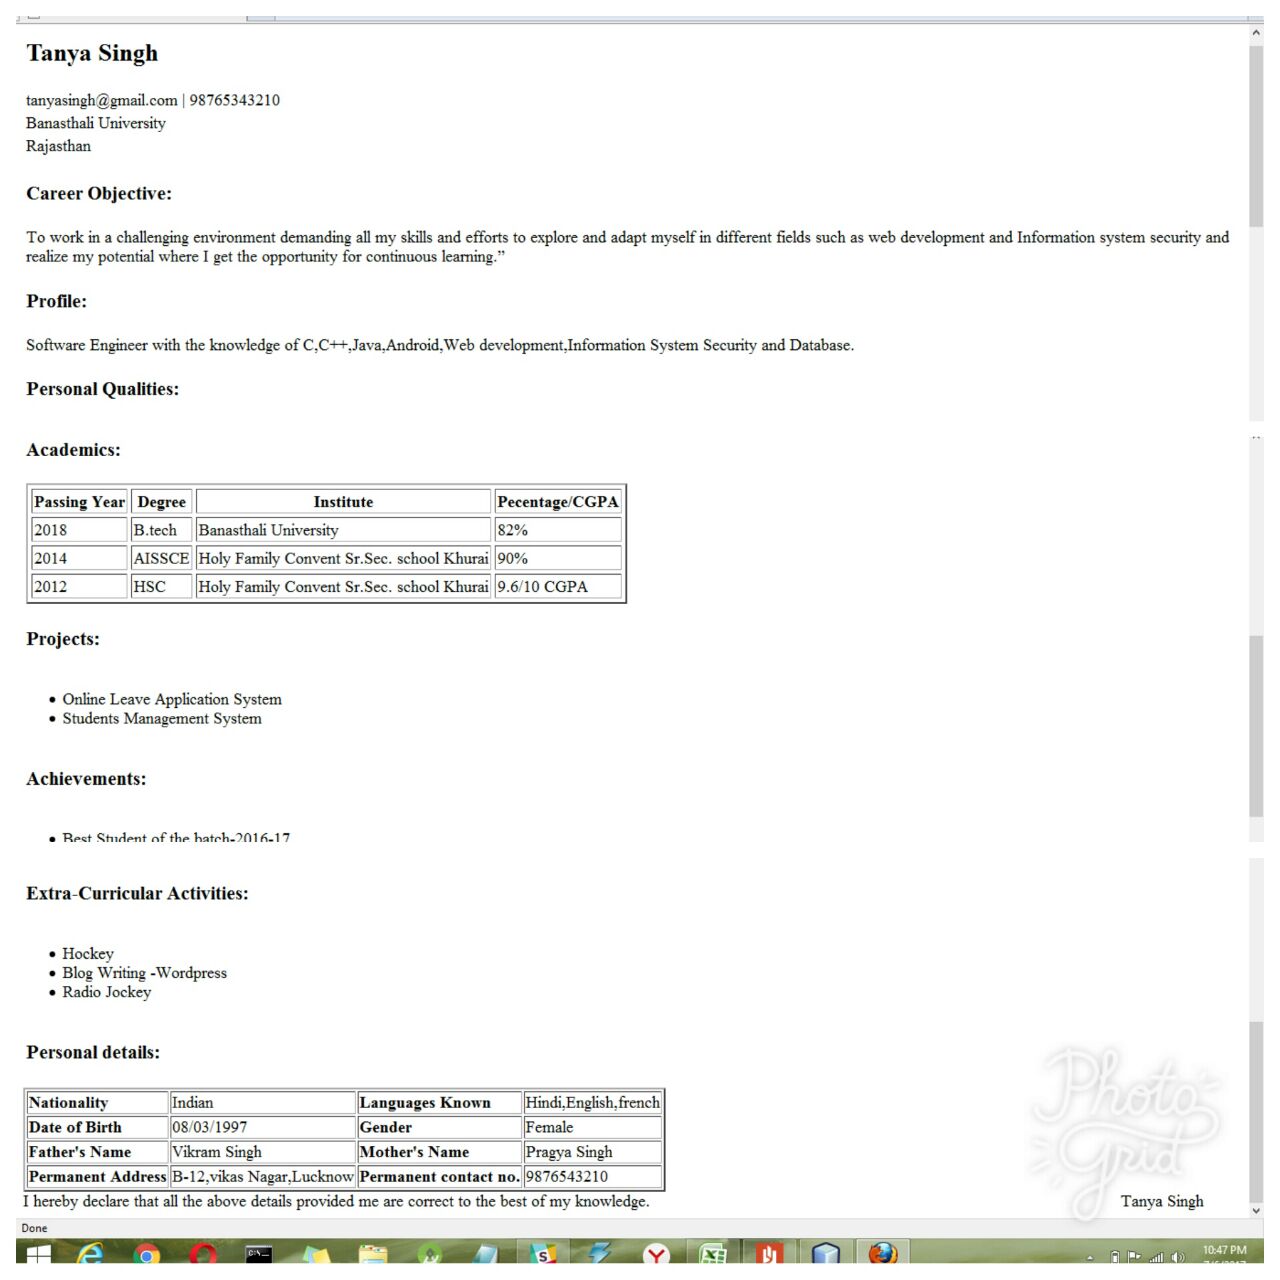 Tanya Singh
tanyasingh@gmail.com | 98765343210
Banasthali University
Rajasthan
Career Objective:
To work in a challenging environment demanding all my skills and efforts to explore and adapt myself in different fields such as web development and Information system security and
realize my potential where I get the opportunity for continuous learning.”
Profile:
Software Engineer with the knowledge of C,C++,Java,Android,Web development,Information System Security and Database.
Personal Qualities:
Academics:
Passing Year Degree Institute Pecentage/CGPA
2018 B.tech Banasthali University 82%
2014 AISSCE Holy Family Convent Sr.Sec. school Khurai 90%
2012 HSC Holy Family Convent Sr.Sec. school Khurai 9.6/10 CGPA
Projects:
• Online Leave Application System
• Students Management System
Achievements:
• Best Student of the batch-2016-17
Extra-Curricular Activities:
• Hockey
• Blog Writing -Wordpress
• Radio Jockey
Personal details:
Nationality Indian Languages Known Hindi,English,french
Date of Birth 08/03/1997 Gender Female
Father's Name Vikram Singh Mother's Name Pragya Singh
Permanent Address B-12,vikas Nagar,Lucknow Permanent contact no. 9876543210
I hereby declare that all the above details provided me are correct to the best of my knowledge. Tanya Singh
Photo
Grid
Done
10:47 PM